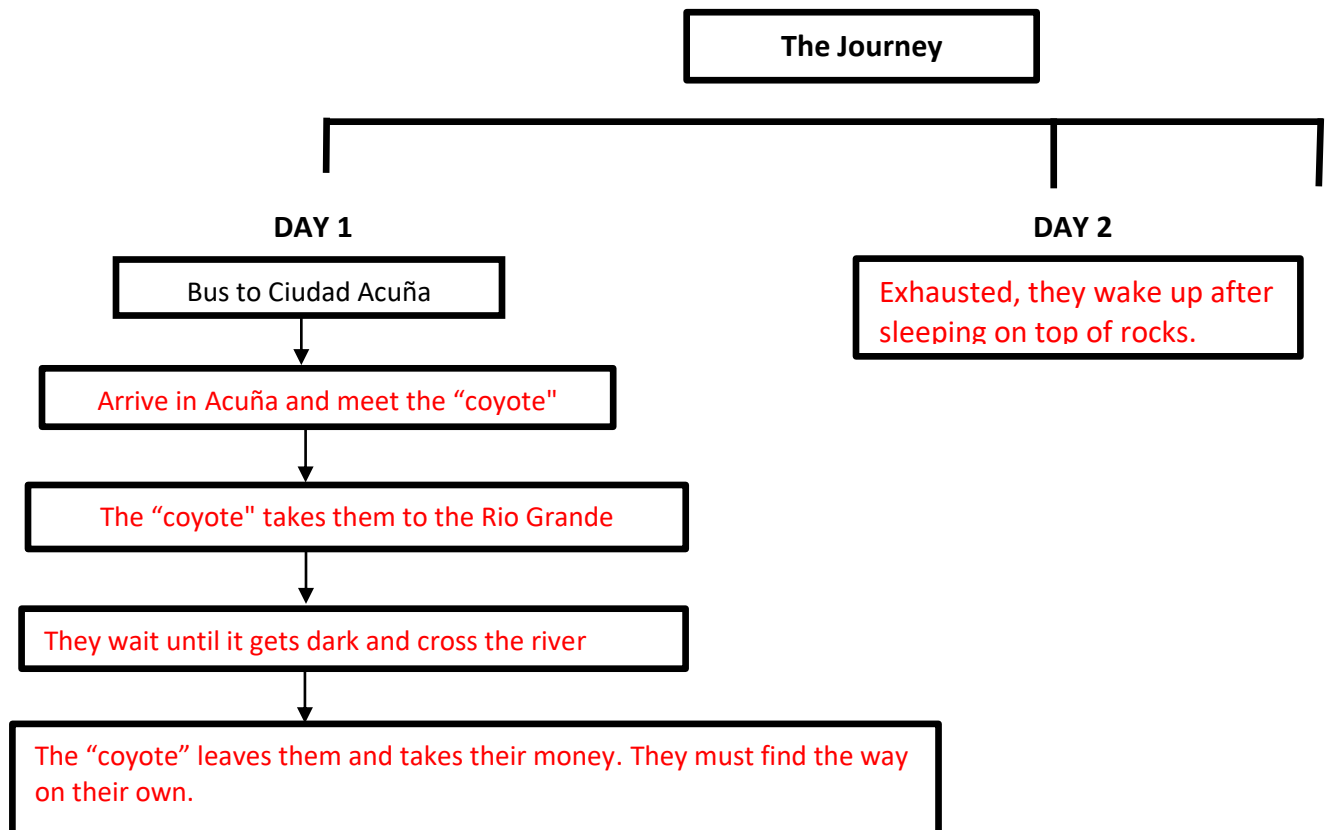 The Journey
DAY 1
Bus to Ciudad Acuña
Arrive in Acuña and meet the “coyote"
The “coyote" takes them to the Rio Grande
They wait until it gets dark and cross the river
The “coyote” leaves them and takes their money. They must find the way
on their own.
DAY 2
Exhausted, they wake up after
sleeping on top of rocks.